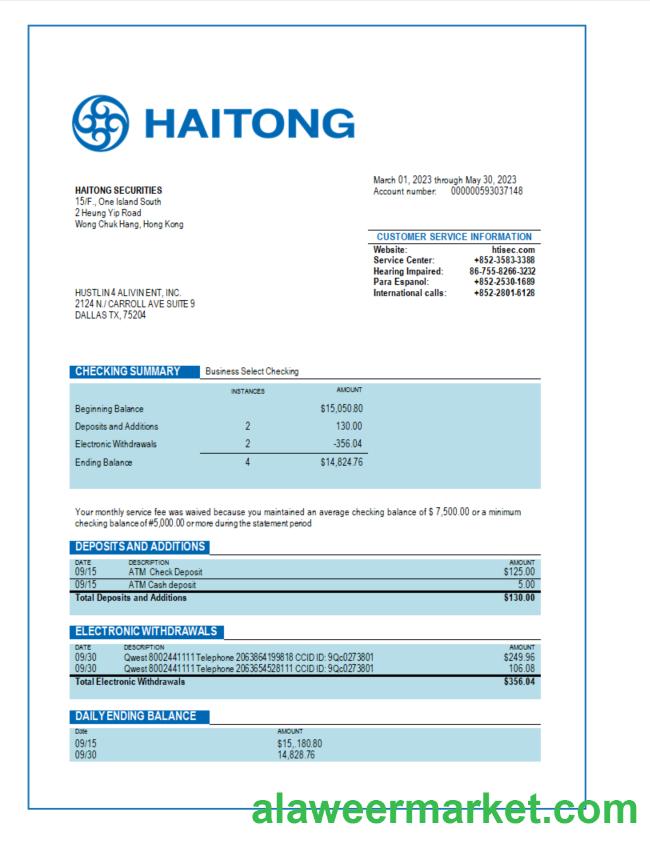 HAITONG
March 01, 2023 through May 30, 2023
Account number: 000000593037148
HAITONG SECURITIES
15/F., One Island South
2 Heung Yip Road
Wong Chuk Hang, Hong Kong
CUSTOMER SERVICE INFORMATION
Website: htisec.com
Service Center: +852-3583-3388
Hearing Impaired: 86-755-8266-3232
Para Espanol: +852-2530-1689
International calls: +852-2801-6128
HUSTLIN 4 ALIVIN ENT, INC.
2124 N./ CARROLL AVE SUITE 9
DALLAS TX, 75204
CHECKING SUMMARY Business Select Checking
INSTANCES AMOUNT
Beginning Balance $15,050.80
Deposits and Additions 2 130.00
Electronic Withdrawals 2 -356.04
Ending Balance 4 $14,824.76
Your monthly service fee was waived because you maintained an average checking balance of $ 7,500.00 or a minimum
checking balance of #5,000.00 or more during the statement period
DEPOSITS AND ADDITIONS
DATE DESCRIPTION AMOUNT
09/15 ATM Check Deposit $125.00
09/15 ATM Cash deposit 5.00
Total Deposits and Additions $130.00
ELECTRONIC WITHDRAWALS
DATE DESCRIPTION AMOUNT
09/30 Qwest 8002441111 Telephone 2063864199818 CCID ID: 9Qc0273801 $249.96
09/30 Qwest 8002441111 Telephone 2063654528111 CCID ID: 9Qc0273801 106.08
Total Electronic Withdrawals $356.04
DAILY ENDING BALANCE
Date AMOUNT
09/15 $15,.180.80
09/30 14,828.76
alaweermarket.com